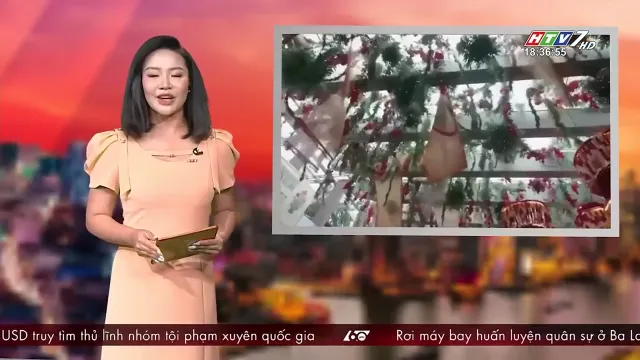 HTV7 HD
18:36:55
USD truy tìm thủ lĩnh nhóm tội phạm xuyên quốc gia
60
Rơi máy bay huấn luyện quân sự ở Ba La